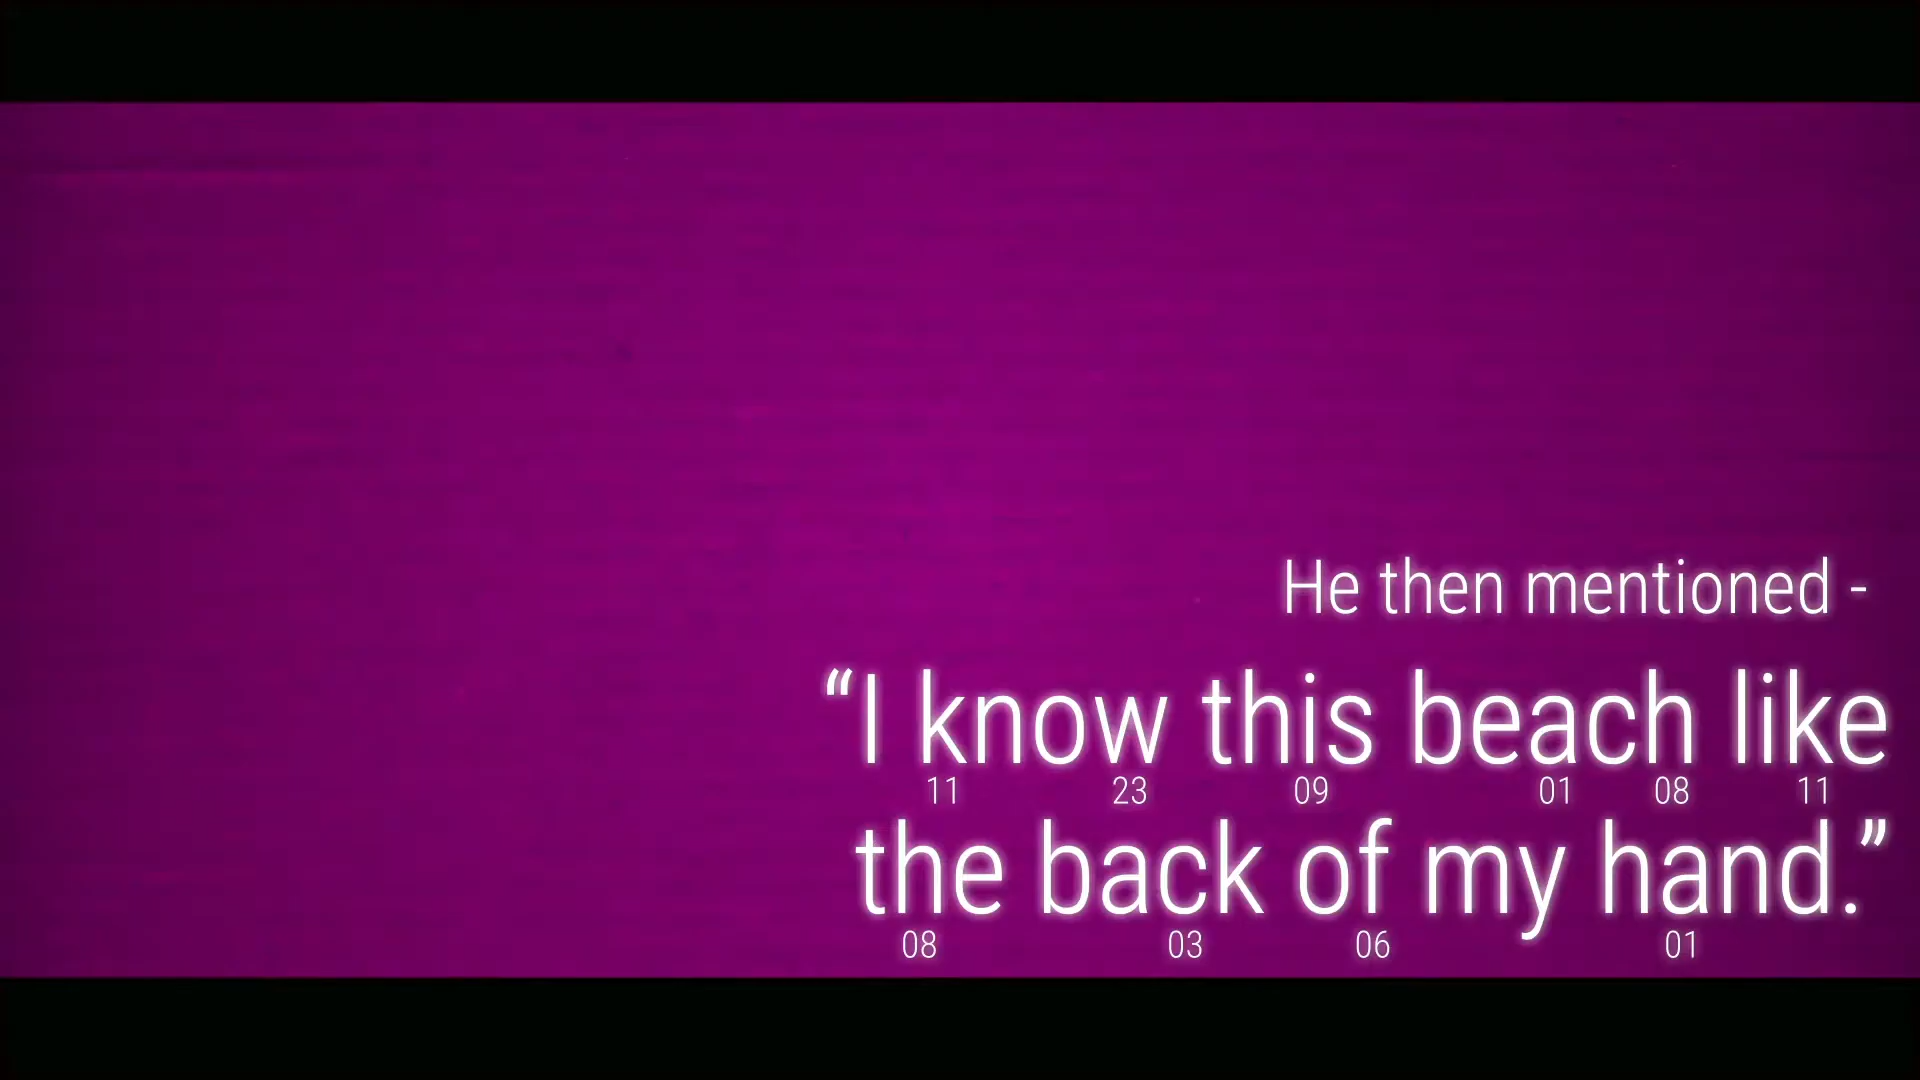 He then mentioned -
“I know this beach like
11 23 09 01 08 11
the back of my hand.”
08 03 06 01